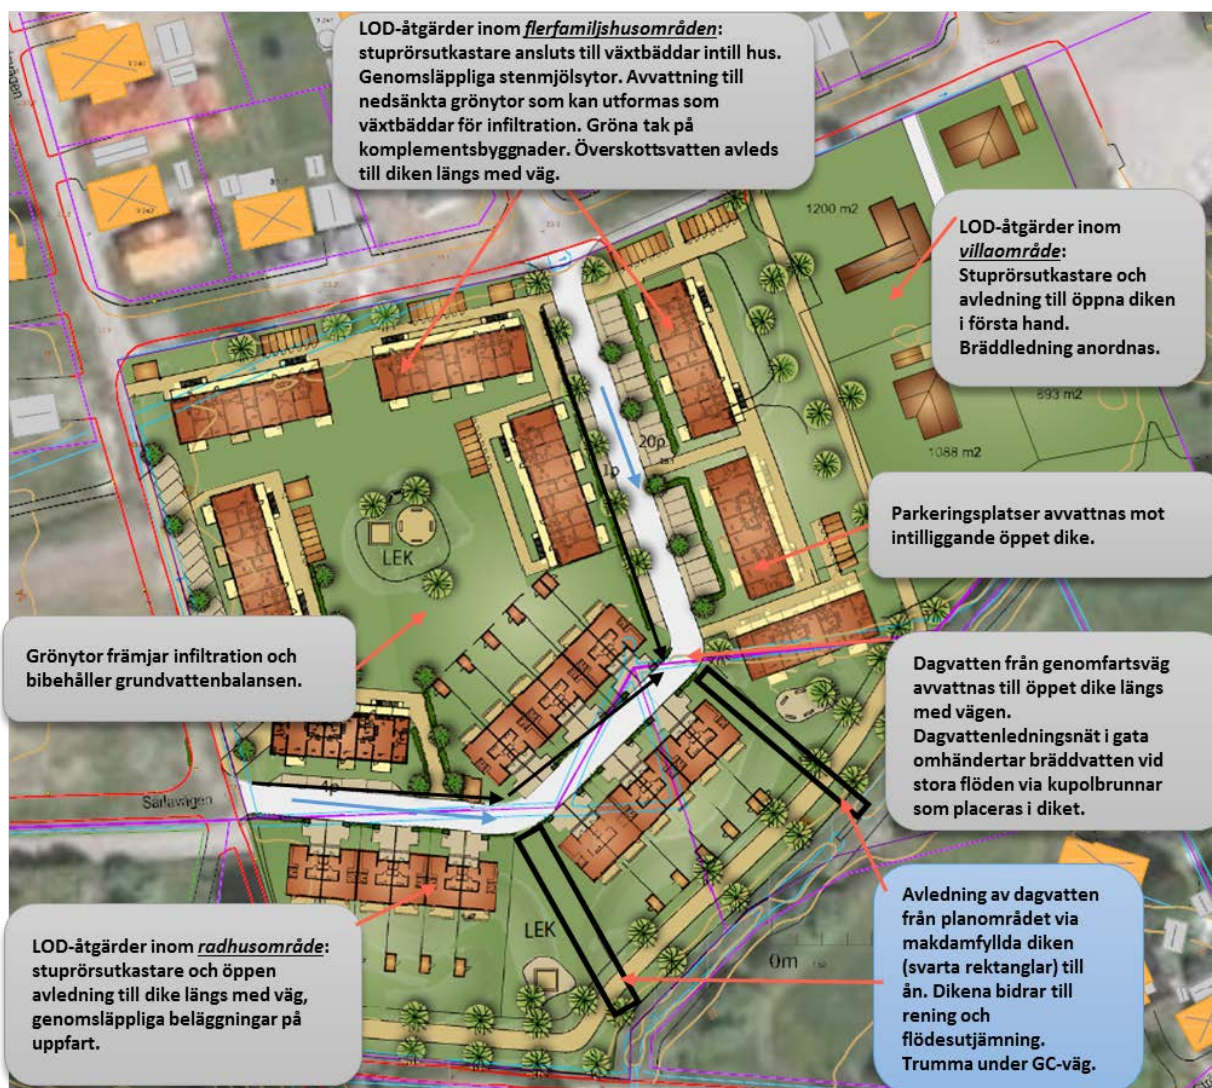 LOD-åtgärder inom flerfamiljshusområden:
stuprörsutkastare ansluts till växtbäddar intill hus.
Genomsläppliga stenmjölsytor. Avvattning till
nedsänkta grönytor som kan utformas som
växtbäddar för infiltration. Gröna tak på
komplementsbyggnader. Överskottsvatten avleds
till diken längs med väg.
1200 m2
LOD-åtgärder inom
villaområde:
Stuprörsutkastare och
avledning till öppna diken
i första hand.
Bräddledning anordnas.
893 m2
1088 m2
20p
1p
LEK
Parkeringsplatser avvattnas mot
intilliggande öppet dike.
Grönytor främjar infiltration och
bibehåller grundvattenbalansen.
Dagvatten från genomfartsväg
avvattnas till öppet dike längs
med vägen.
Dagvattenledningsnät i gata
omhändertar bräddvatten vid
stora flöden via kupolbrunnar
som placeras i diket.
4p
Särlavägen
LOD-åtgärder inom radhusområde:
stuprörsutkastare och öppen
avledning till dike längs med väg,
genomsläppliga beläggningar på
uppfart.
LEK
0m
Avledning av dagvatten
från planområdet via
makdamfyllda diken
(svarta rektanglar) till
ån. Dikena bidrar till
rening och
flödesutjämning.
Trumma under GC-väg.